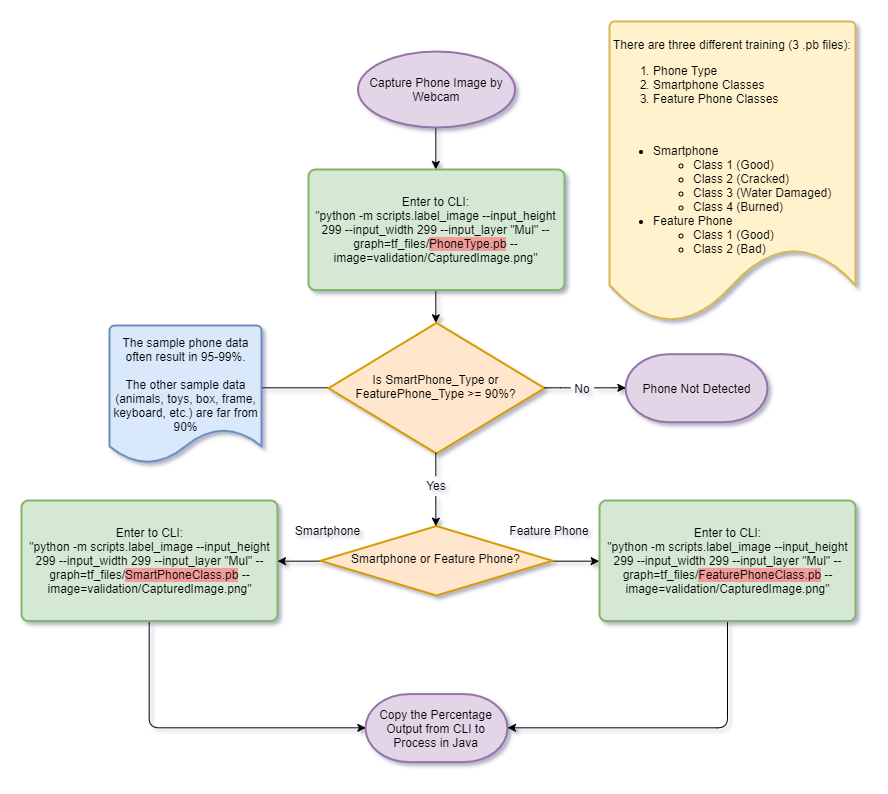 Capture Phone Image by
Webcam
There are three different training (3 .pb files):
1. Phone Type
2. Smartphone Classes
3. Feature Phone Classes
• Smartphone
○ Class 1 (Good)
○ Class 2 (Cracked)
○ Class 3 (Water Damaged)
○ Class 4 (Burned)
• Feature Phone
○ Class 1 (Good)
○ Class 2 (Bad)
Enter to CLI:
"python -m scripts.label_image --input_height
299 --input_width 299 --input_layer "Mul" --
graph=tf_files/PhoneType.pb --
image=validation/CapturedImage.png"
The sample phone data
often result in 95-99%.
The other sample data
(animals, toys, box, frame,
keyboard, etc.) are far from
90%
Is SmartPhone_Type or
FeaturePhone_Type >= 90%?
No
Phone Not Detected
Yes
Smartphone
Feature Phone
Smartphone or Feature Phone?
Enter to CLI:
"python -m scripts.label_image --input_height
299 --input_width 299 --input_layer "Mul" --
graph=tf_files/SmartPhoneClass.pb --
image=validation/CapturedImage.png"
Enter to CLI:
"python -m scripts.label_image --input_height
299 --input_width 299 --input_layer "Mul" --
graph=tf_files/FeaturePhoneClass.pb --
image=validation/CapturedImage.png"
Copy the Percentage
Output from CLI to
Process in Java